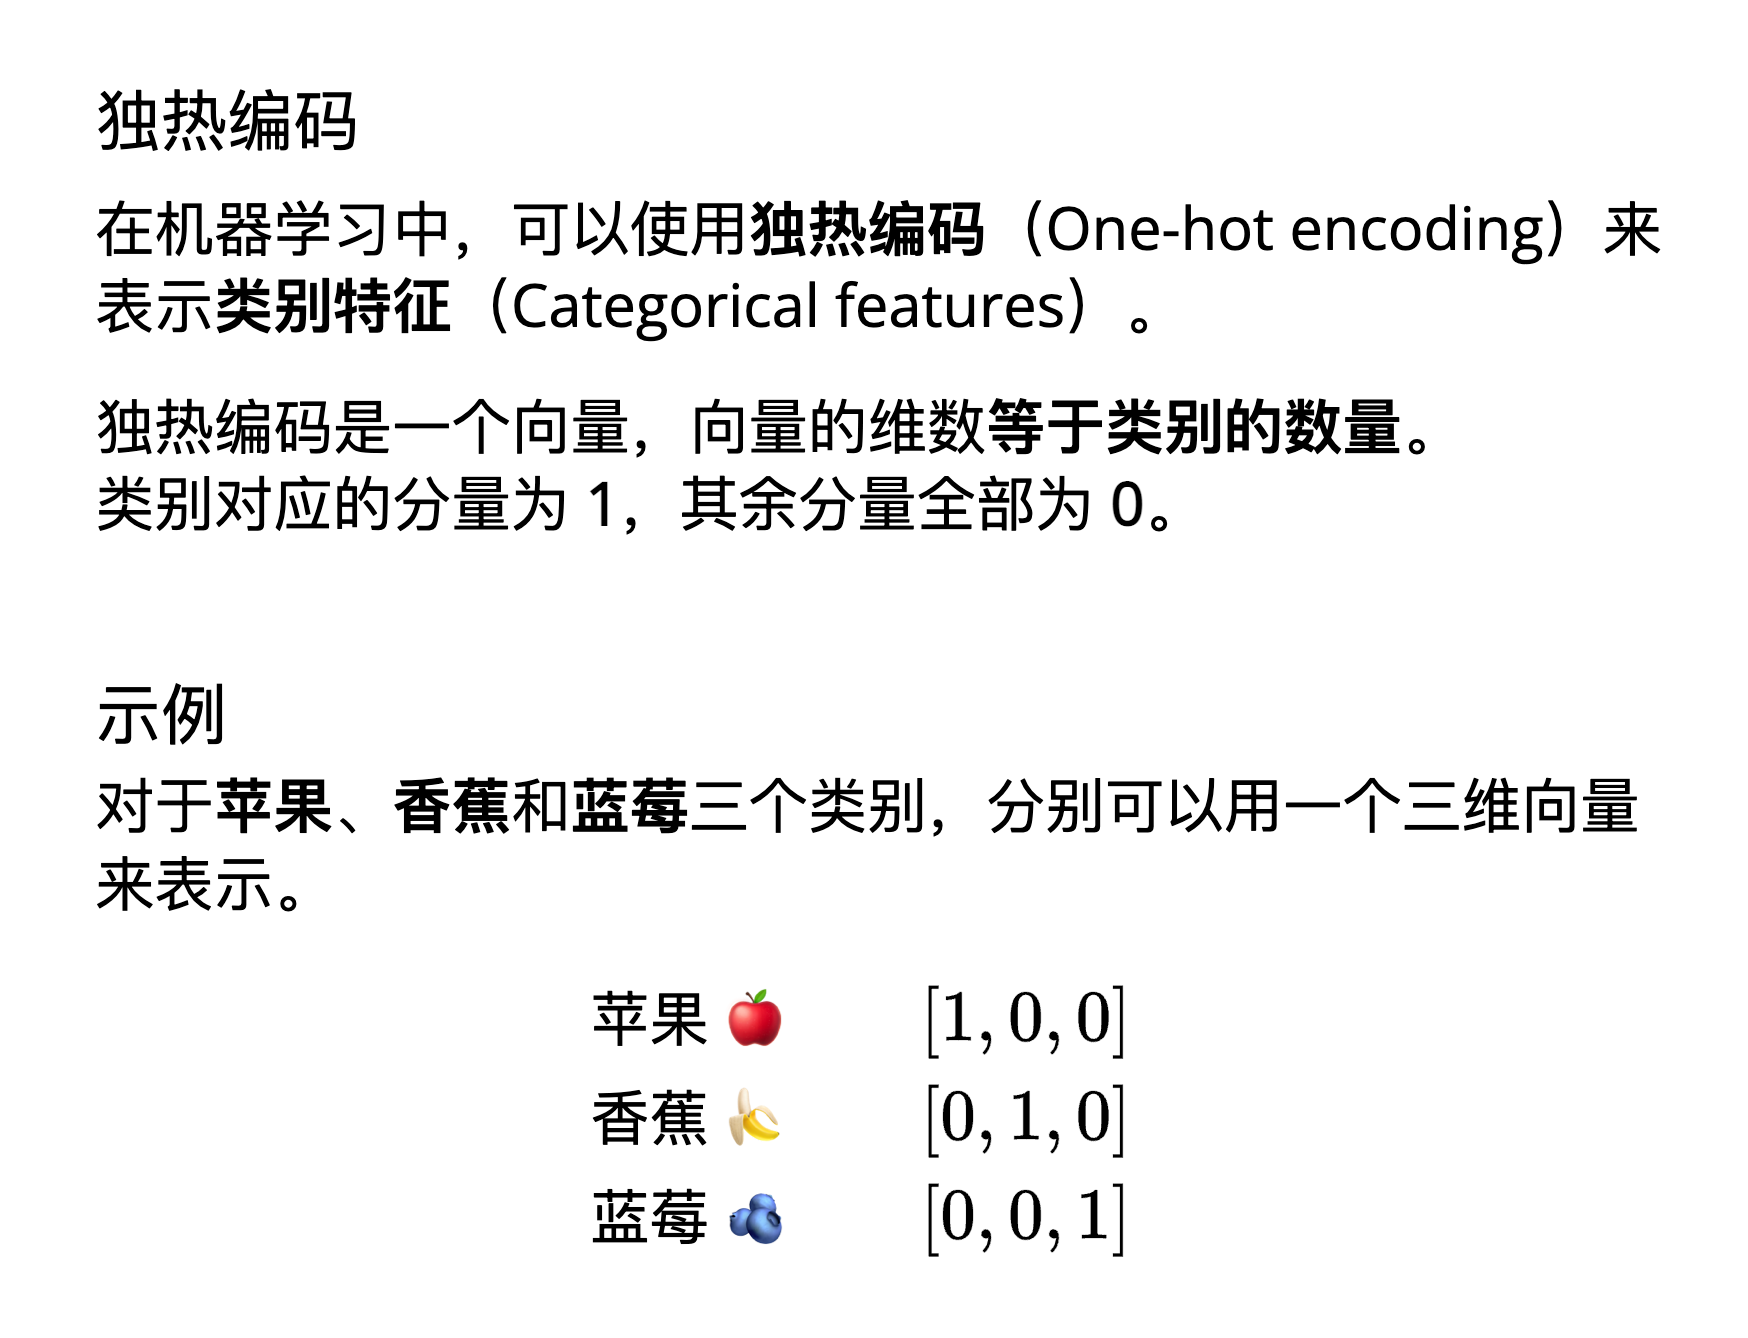 独热编码
在机器学习中，可以使用独热编码（One-hot encoding）来
表示类别特征（Categorical features）。
独热编码是一个向量，向量的维数等于类别的数量。
类别对应的分量为 1，其余分量全部为 0。
示例
对于苹果、香蕉和蓝莓三个类别，分别可以用一个三维向量
来表示。
苹果 🍎 [1, 0, 0]
香蕉 🍌 [0, 1, 0]
蓝莓 🫐 [0, 0, 1]